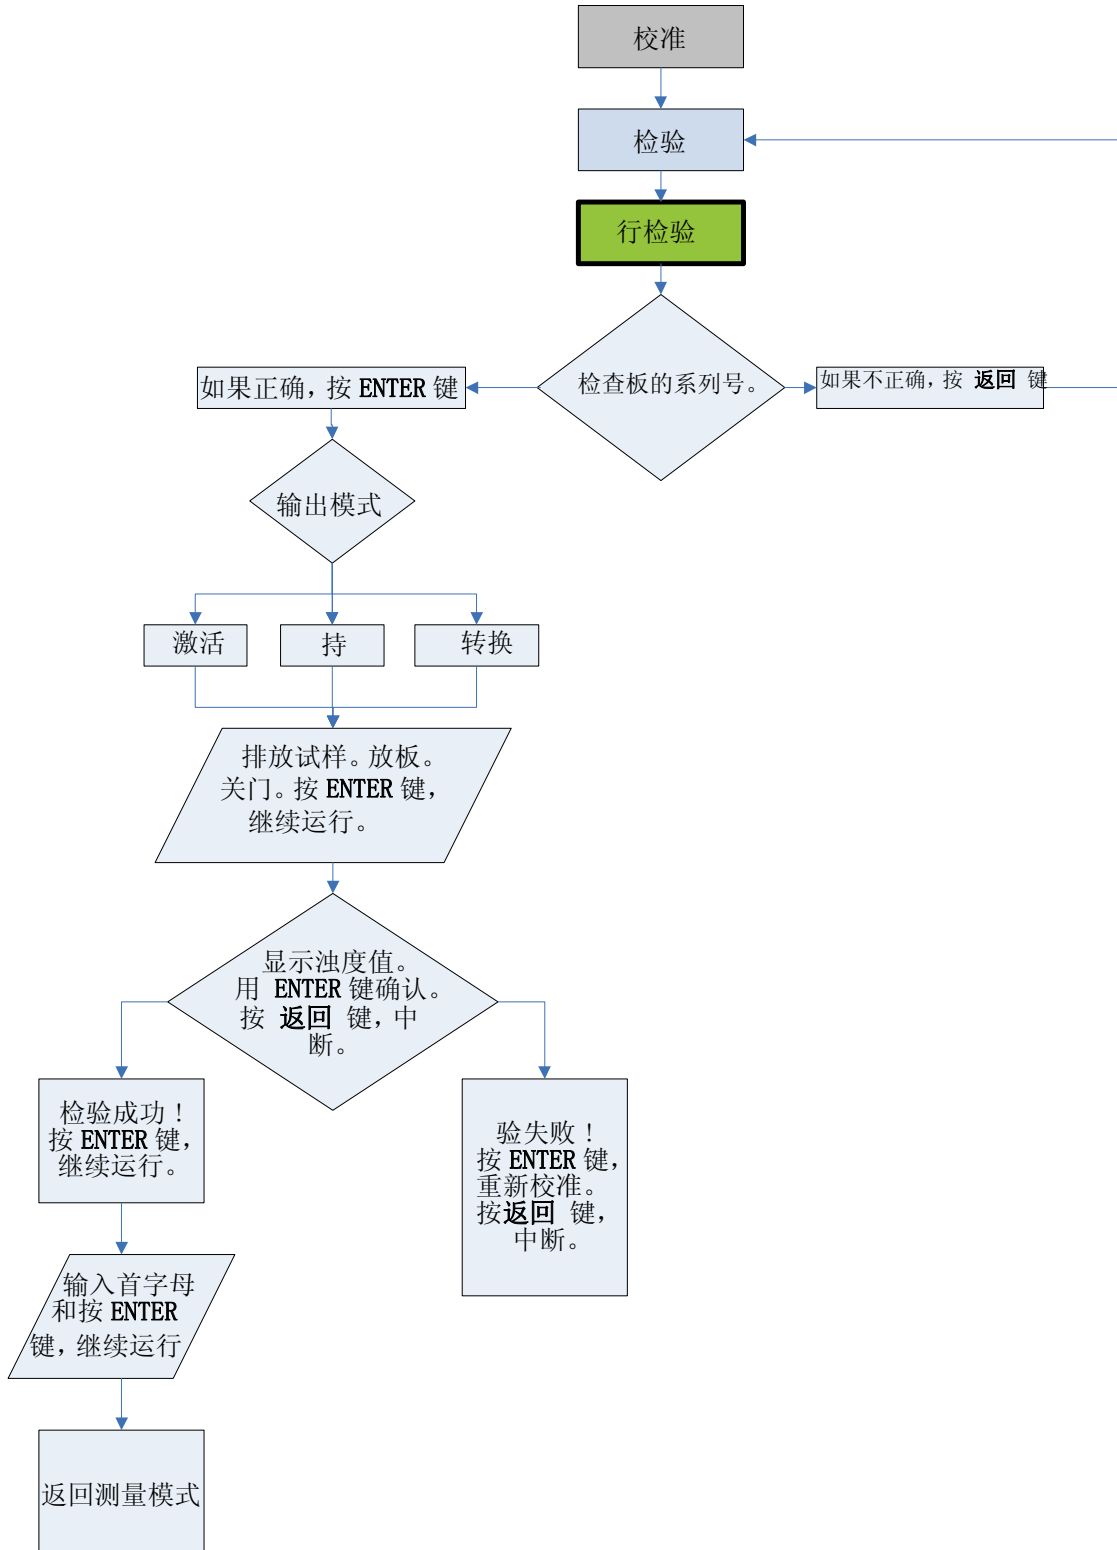 校准
检验
行检验
检查板的系列号。
如果正确，按 ENTER 键
如果不正确，按 返回 键
输出模式
激活
持
转换
排放试样。放板。
关门。按 ENTER 键，
继续运行。
显示浊度值。
用 ENTER 键确认。
按 返回 键，中
断。
检验成功！
按 ENTER 键，
继续运行。
验失败！
按 ENTER 键，
重新校准。
按返回 键，
中断。
输入首字母
和按 ENTER
键，继续运行
返回测量模式